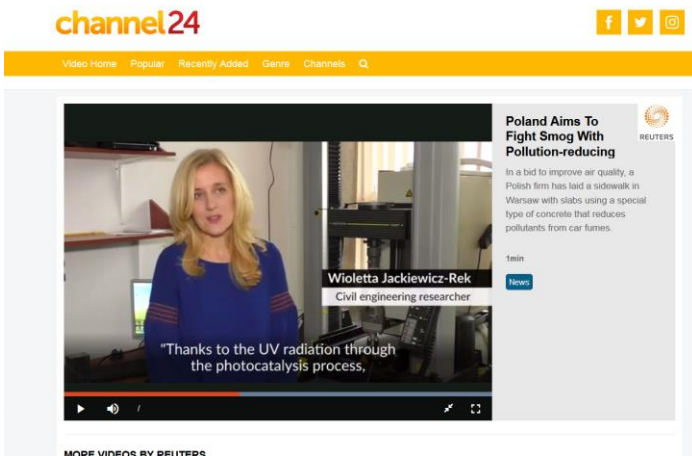 channel24
Video Home Popular Recently Added Genre Channels
Poland Aims To
Fight Smog With
Pollution-reducing
REUTERS
In a bid to improve air quality, a
Polish firm has laid a sidewalk in
Warsaw with slabs using a special
type of concrete that reduces
pollutants from car fumes.
1min
News
Wioletta Jackiewicz-Rek
Civil engineering researcher
"Thanks to the UV radiation through
the photocatalysis process,
/
MORE VIDEOS BY REUTERS